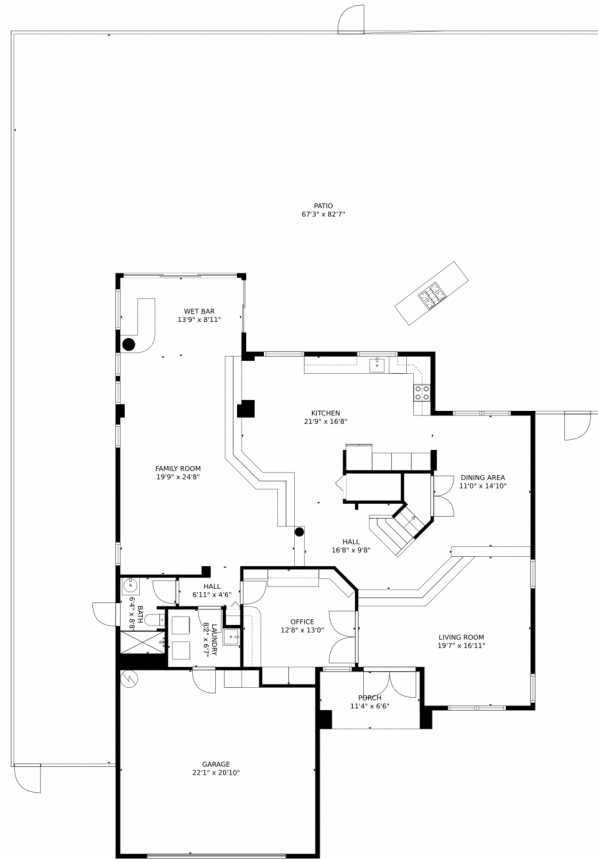 PATIO
67'3" x 82'7"
WET BAR
13'9" x 8'11"
KITCHEN
21'9" x 16'8"
FAMILY ROOM
19'9" x 24'8"
DINING AREA
11'0" x 14'10"
HALL
16'8" x 9'8"
HALL
6'11" x 4'6"
BATH
6'4" x 8'8"
LAUNDRY
8'2" x 6'7"
OFFICE
12'8" x 13'0"
LIVING ROOM
19'7" x 16'11"
PORCH
11'4" x 6'6"
GARAGE
22'1" x 20'10"